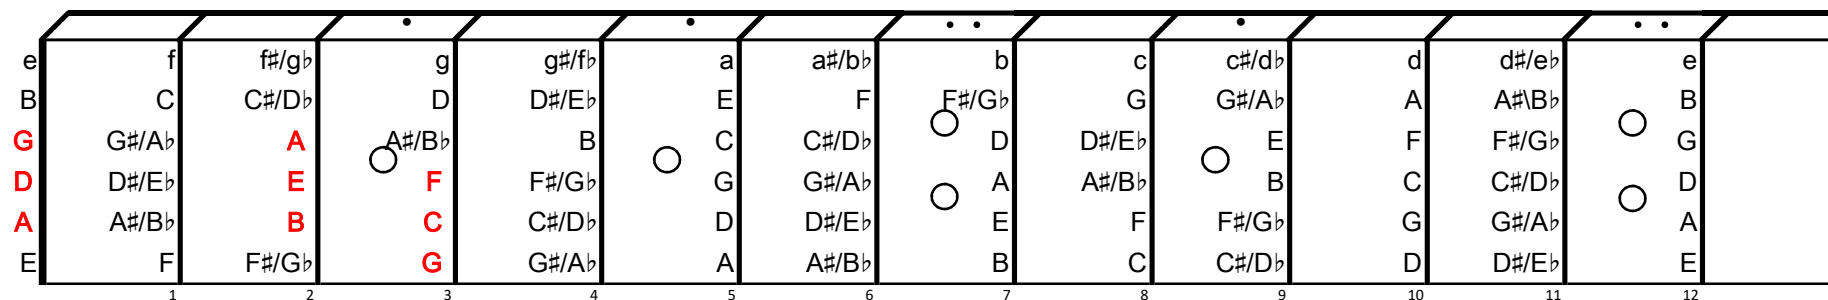 e f f♯/g♭ g g♯/f♭ a a♯/b♭ b c c♯/d♭ d d♯/e♭ e
B C C♯/D♭ D D♯/E♭ E F F♯/G♭ G G♯/A♭ A A♯\B♭ B
G G♯/A♭ A A♯/B♭ B C C♯/D♭ D D♯/E♭ E F F♯/G♭ G
D D♯/E♭ E F F♯/G♭ G G♯/A♭ A A♯/B♭ B C C♯/D♭ D
A A♯/B♭ B C C♯/D♭ D D♯/E♭ E F F♯/G♭ G G♯/A♭ A
E F F♯/G♭ G G♯/A♭ A A♯/B♭ B C C♯/D♭ D D♯/E♭ E
1 2 3 4 5 6 7 8 9 10 11 12